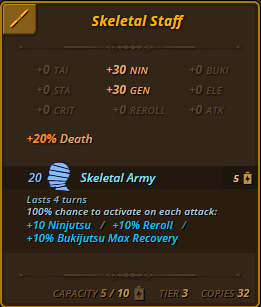 Skeletal Staff
+0 TAI +30 NIN +0 BUKI
+0 STA +30 GEN +0 ELE
+0 CRIT +0 REROLL +0 ATK
+20% Death
20 Skeletal Army 5
Lasts 4 turns
100% chance to activate on each attack:
+10 Ninjutsu / +10% Reroll /
+10% Bukijutsu Max Recovery
CAPACITY 5 / 10 TIER 3 COPIES 32